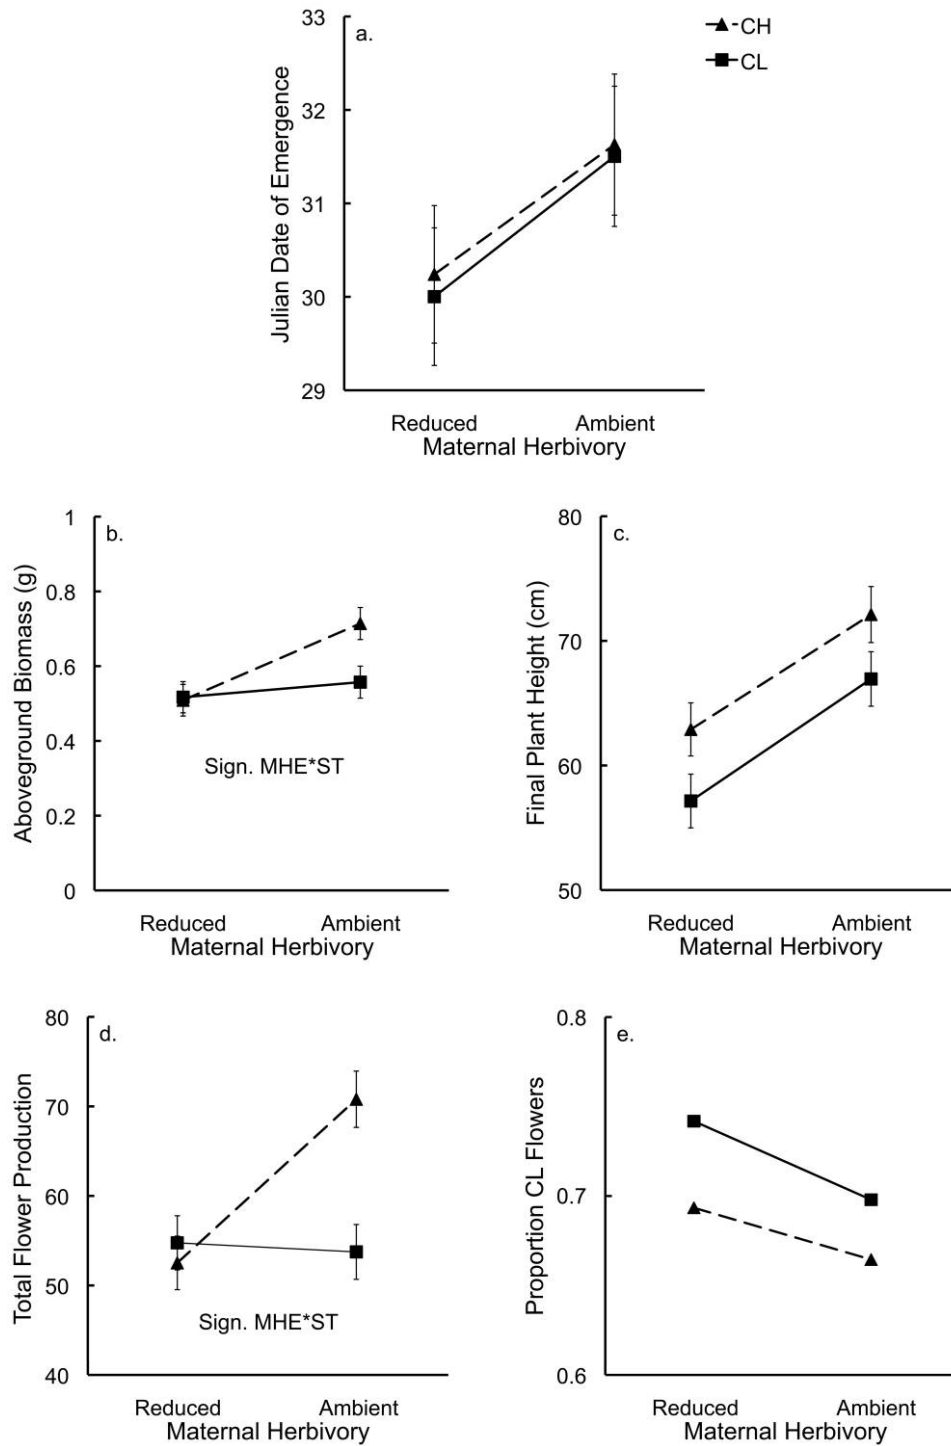 33
a.
CH
CL
32
31
30
29
Julian Date of Emergence
Reduced Ambient
Maternal Herbivory
1
b.
0.8
0.6
0.4
0.2
0
Aboveground Biomass (g)
Sign. MHE*ST
Reduced Ambient
Maternal Herbivory
80
c.
70
60
50
Final Plant Height (cm)
Reduced Ambient
Maternal Herbivory
80
d.
70
60
50
40
Total Flower Production
Sign. MHE*ST
Reduced Ambient
Maternal Herbivory
0.8
e.
0.7
0.6
Proportion CL Flowers
Reduced Ambient
Maternal Herbivory